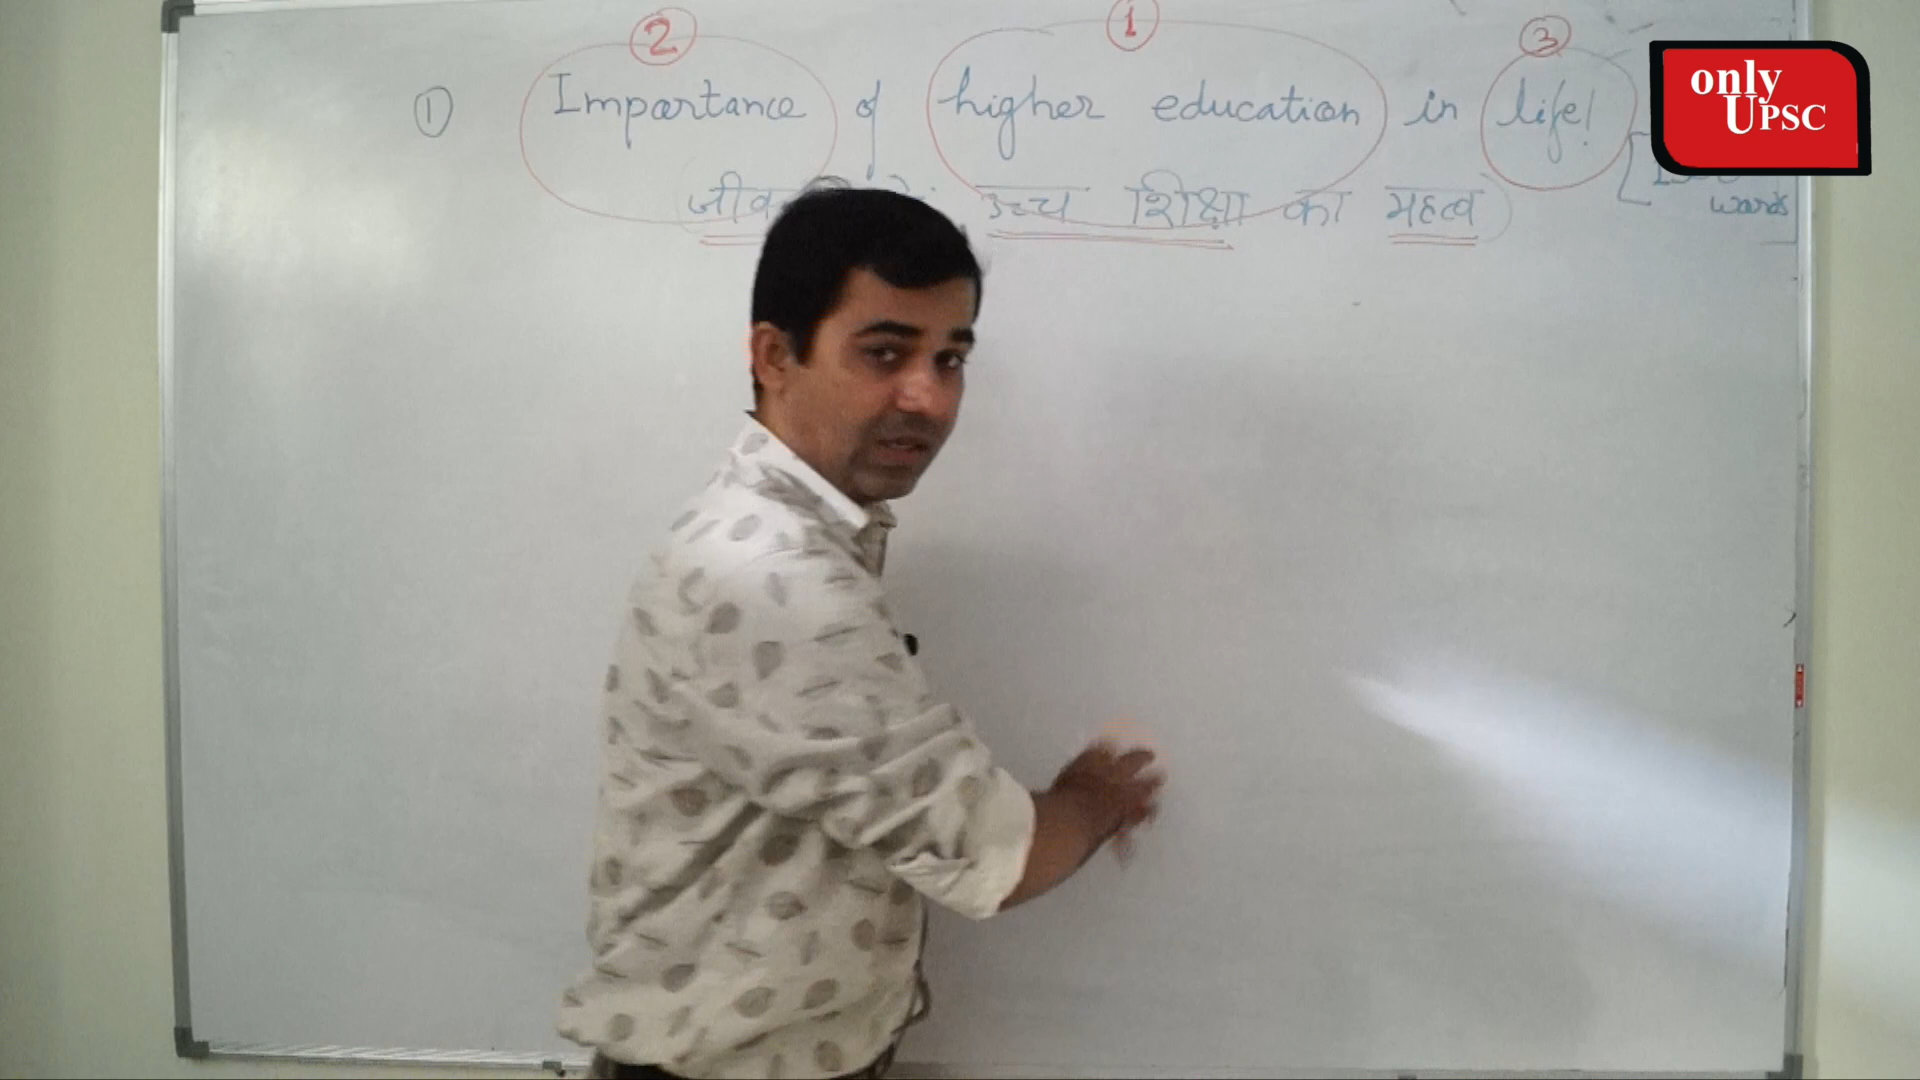 ② ① ③
① Importance of higher education in life!
उच्च शिक्षा का महत्व
words
only
UPSC